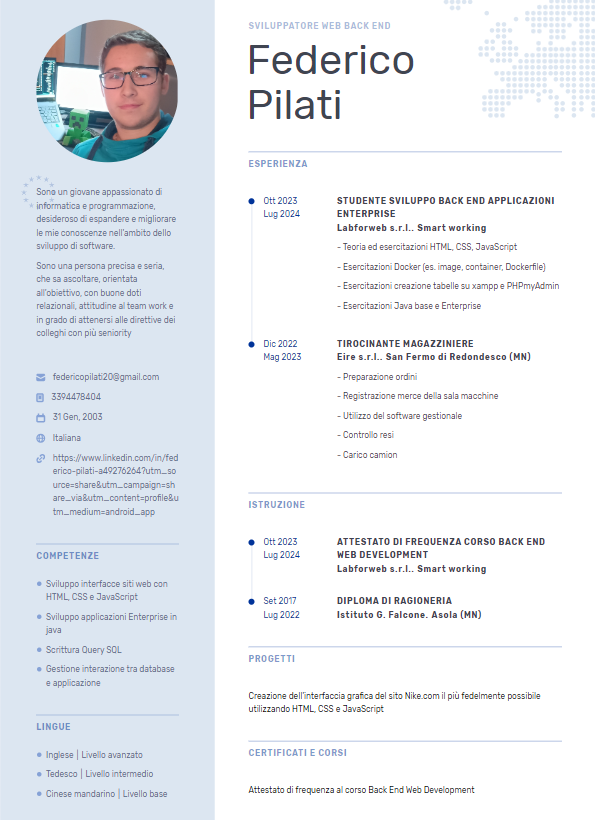 Sono un giovane appassionato di
informatica e programmazione,
desideroso di espandere e migliorare
le mie conoscenze nell'ambito dello
sviluppo di software.
Sono una persona precisa e seria,
che sa ascoltare, orientata
all'obiettivo, con buone doti
relazionali, attitudine al team work e
in grado di attenersi alle direttive dei
colleghi con più seniority
federicopilati20@gmail.com
3394478404
31 Gen, 2003
Italiana
https://www.linkedin.com/in/fed
erico-pilati-a49276264?utm_so
urce=share&utm_campaign=sh
are_via&utm_content=profile&u
tm_medium=android_app
COMPETENZE
Sviluppo interfacce siti web con
HTML, CSS e JavaScript
Sviluppo applicazioni Enterprise in
java
Scrittura Query SQL
Gestione interazione tra database
e applicazione
LINGUE
Inglese | Livello avanzato
Tedesco | Livello intermedio
Cinese mandarino | Livello base
SVILUPPATORE WEB BACK END
Federico
Pilati
ESPERIENZA
Ott 2023
Lug 2024
STUDENTE SVILUPPO BACK END APPLICAZIONI
ENTERPRISE
Labforweb s.r.l.. Smart working
- Teoria ed esercitazioni HTML, CSS, JavaScript
- Esercitazioni Docker (es. image, container, Dockerfile)
- Esercitazioni creazione tabelle su xampp e PHPmyAdmin
- Esercitazioni Java base e Enterprise
Dic 2022
Mag 2023
TIROCINANTE MAGAZZINIERE
Eire s.r.l.. San Fermo di Redondesco (MN)
- Preparazione ordini
- Registrazione merce della sala macchine
- Utilizzo del software gestionale
- Controllo resi
- Carico camion
ISTRUZIONE
Ott 2023
Lug 2024
ATTESTATO DI FREQUENZA CORSO BACK END
WEB DEVELOPMENT
Labforweb s.r.l.. Smart working
Set 2017
Lug 2022
DIPLOMA DI RAGIONERIA
Istituto G. Falcone. Asola (MN)
PROGETTI
Creazione dell'interfaccia grafica del sito Nike.com il più fedelmente possibile
utilizzando HTML, CSS e JavaScript
CERTIFICATI E CORSI
Attestato di frequenza al corso Back End Web Development